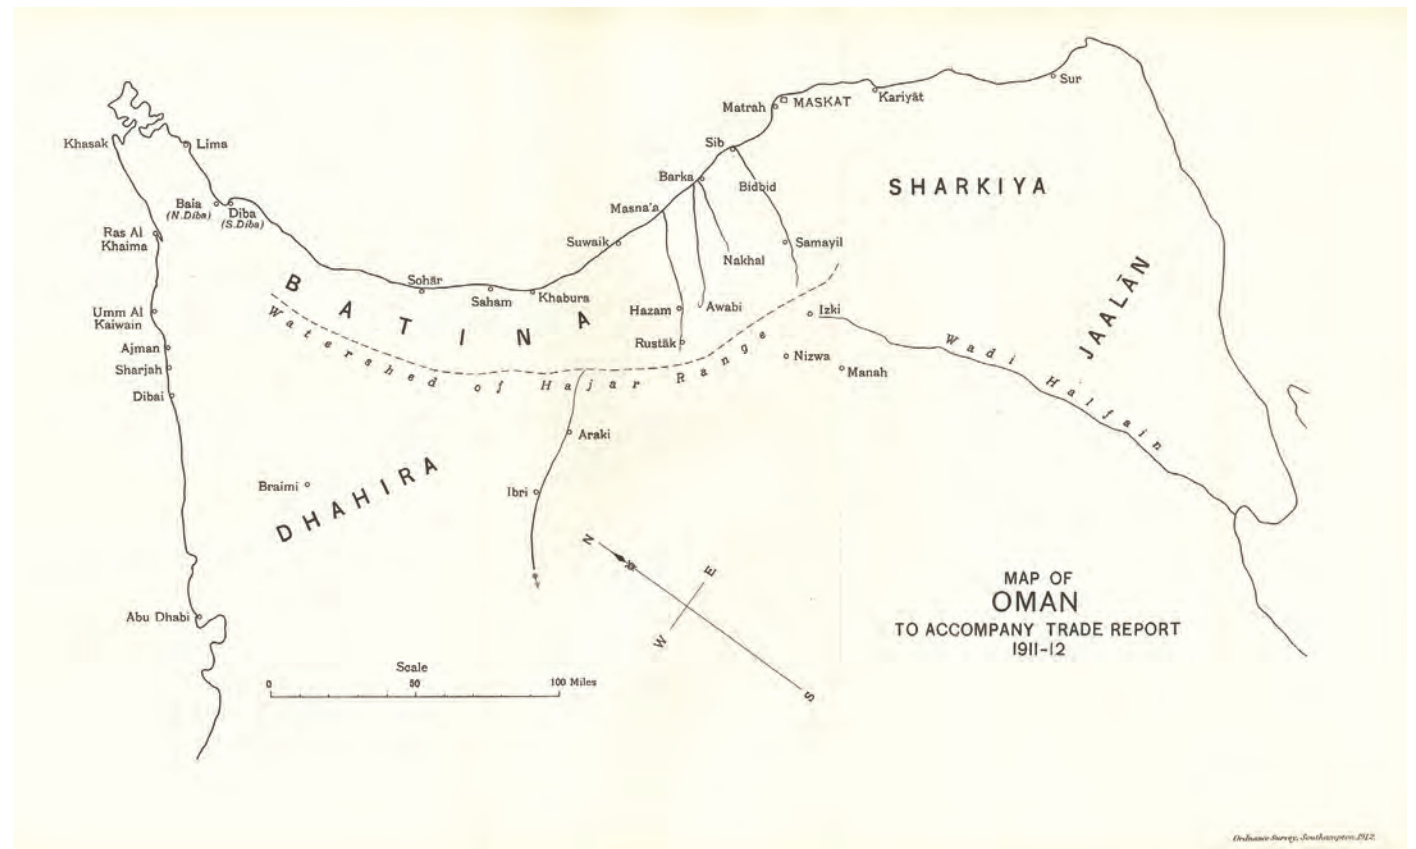 Khasak
Lima
Baia
(N.Diba)
Diba
(S.Diba)
Ras Al
Khaima
Umm Al
Kaiwain
Ajman
Sharjah
Dibai
Abu Dhabi
Sohār
Saham
Khabura
Suwaik
Masna'a
Barka
Sib
Matrah
MASKAT
Kariyāt
Sur
Bidbid
Samayil
Nakhal
Awabi
Hazam
Rustāk
Izki
Nizwa
Manah
BATINA
Watershed of Hajar Range
SHARKIYA
JAALĀN
Wadi Halfain
Araki
Ibri
Braimi
DHAHIRA
N
E
W
S
MAP OF
OMAN
TO ACCOMPANY TRADE REPORT
1911-12
Scale
0 50 100 Miles
Ordnance Survey, Southampton, 1912.